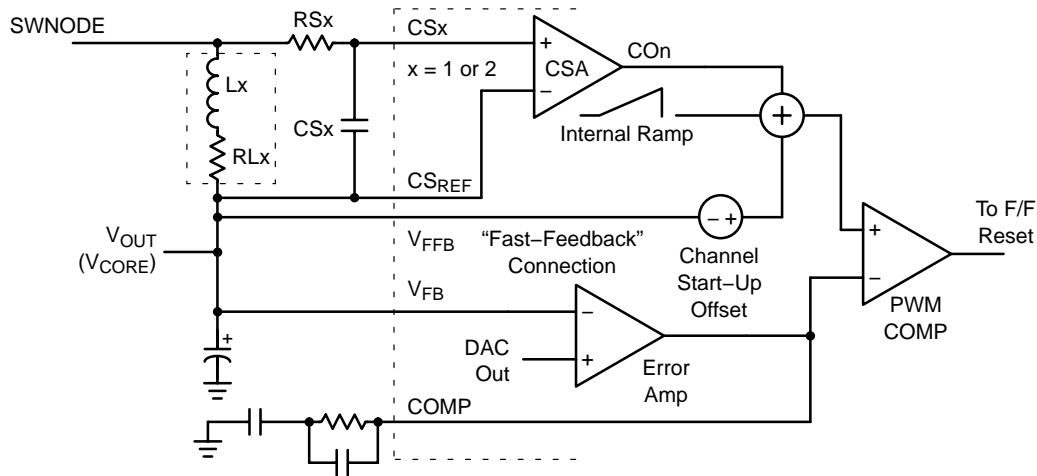 SWNODE
RSx
CSx
x = 1 or 2
+
CSA
−
COn
Lx
RLx
CSx
Internal Ramp
+
CSREF
− +
VOUT
(VCORE)
VFFB
“Fast−Feedback”
Connection
Channel
Start−Up
Offset
+
−
PWM
COMP
To F/F
Reset
VFB
+
−
+
DAC
Out
Error
Amp
COMP